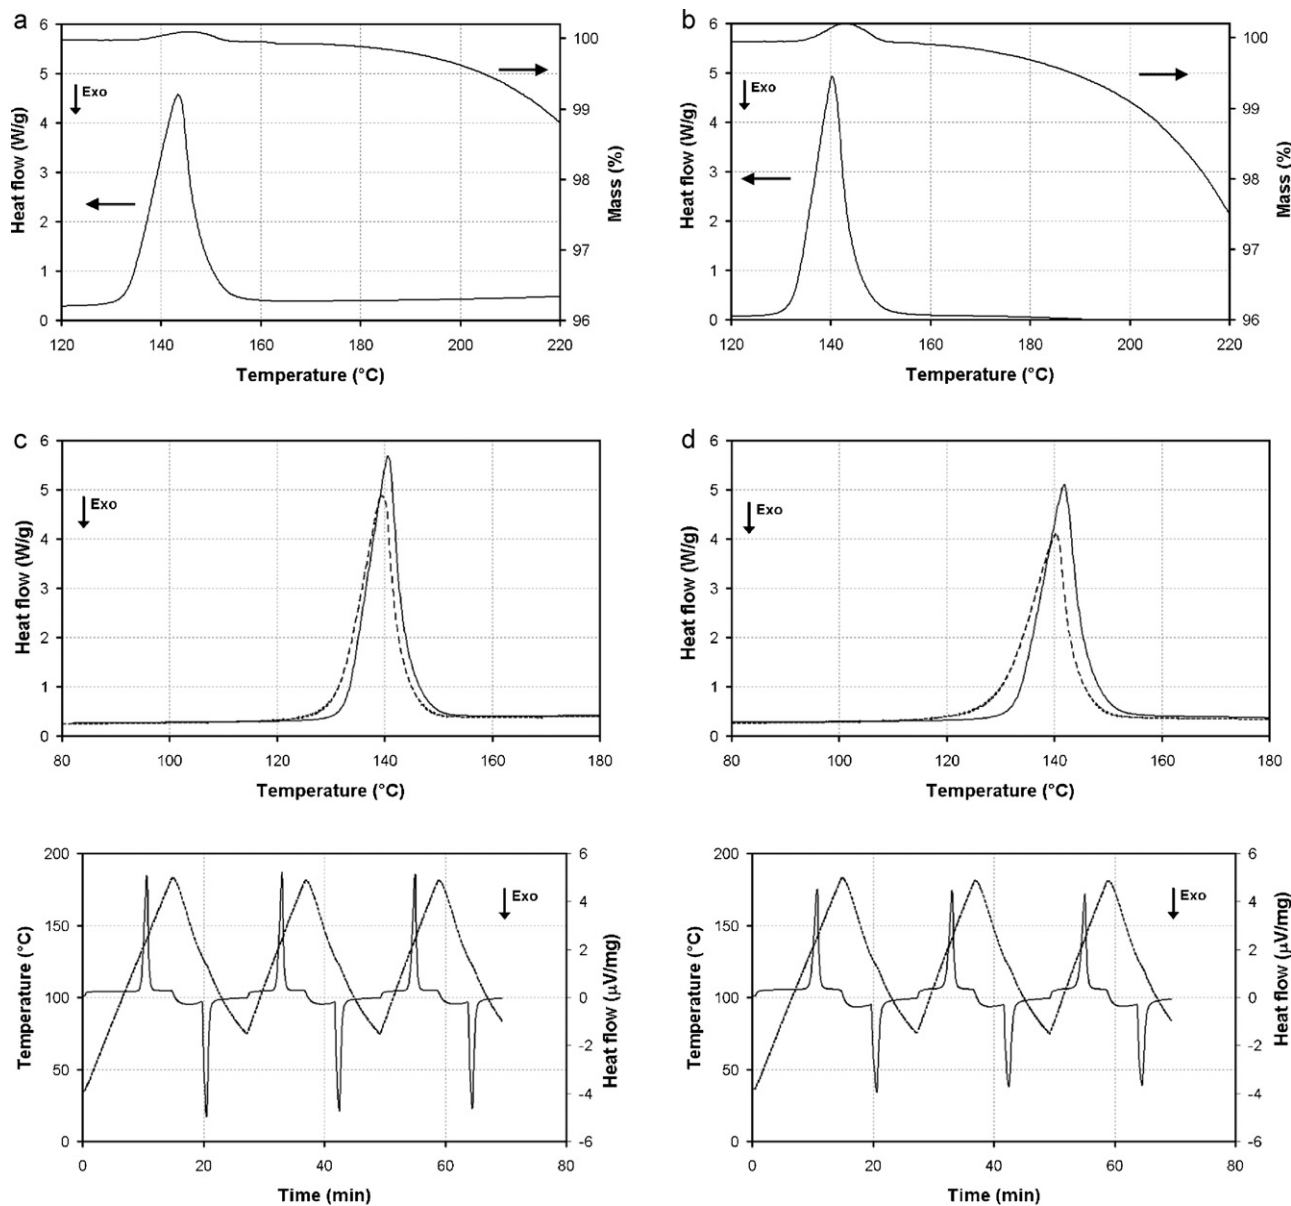 a
6
5
4
3
2
1
0
Heat flow (W/g)
Exo
100
99
98
97
96
Mass (%)
120 140 160 180 200 220
Temperature (°C)
b
6
5
4
3
2
1
0
Heat flow (W/g)
Exo
100
99
98
97
96
Mass (%)
120 140 160 180 200 220
Temperature (°C)
c
6
5
4
3
2
1
0
Heat flow (W/g)
Exo
80 100 120 140 160 180
Temperature (°C)
d
6
5
4
3
2
1
0
Heat flow (W/g)
Exo
80 100 120 140 160 180
Temperature (°C)
200
150
100
50
0
Temperature (°C)
Exo
6
4
2
0
-2
-4
-6
Heat flow (µV/mg)
0 20 40 60 80
Time (min)
200
150
100
50
0
Temperature (°C)
Exo
6
4
2
0
-2
-4
-6
Heat flow (µV/mg)
0 20 40 60 80
Time (min)